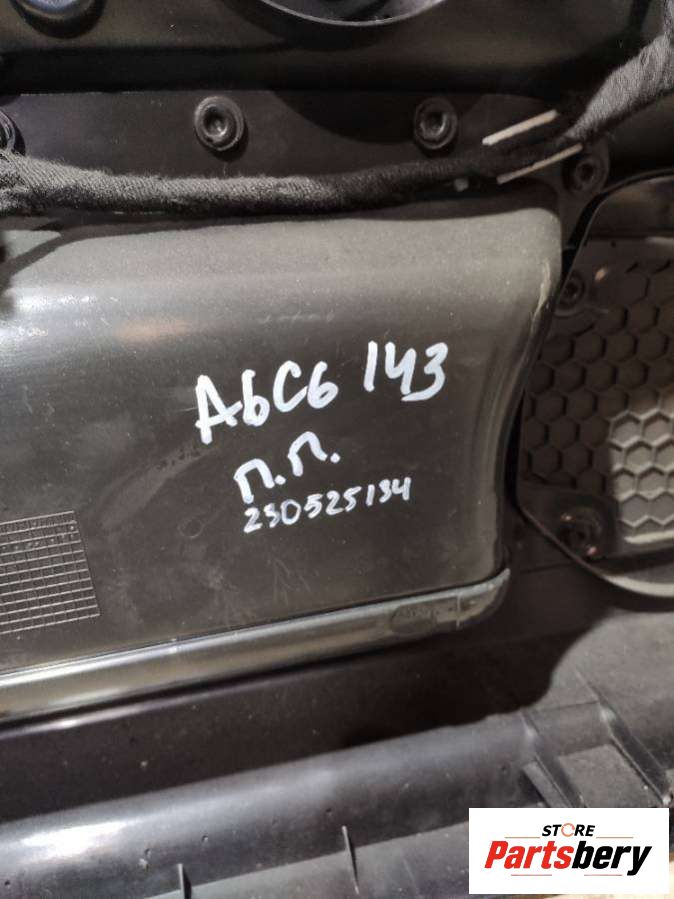 A6C6 143
П.П.
230525134
STORE
Partsbery